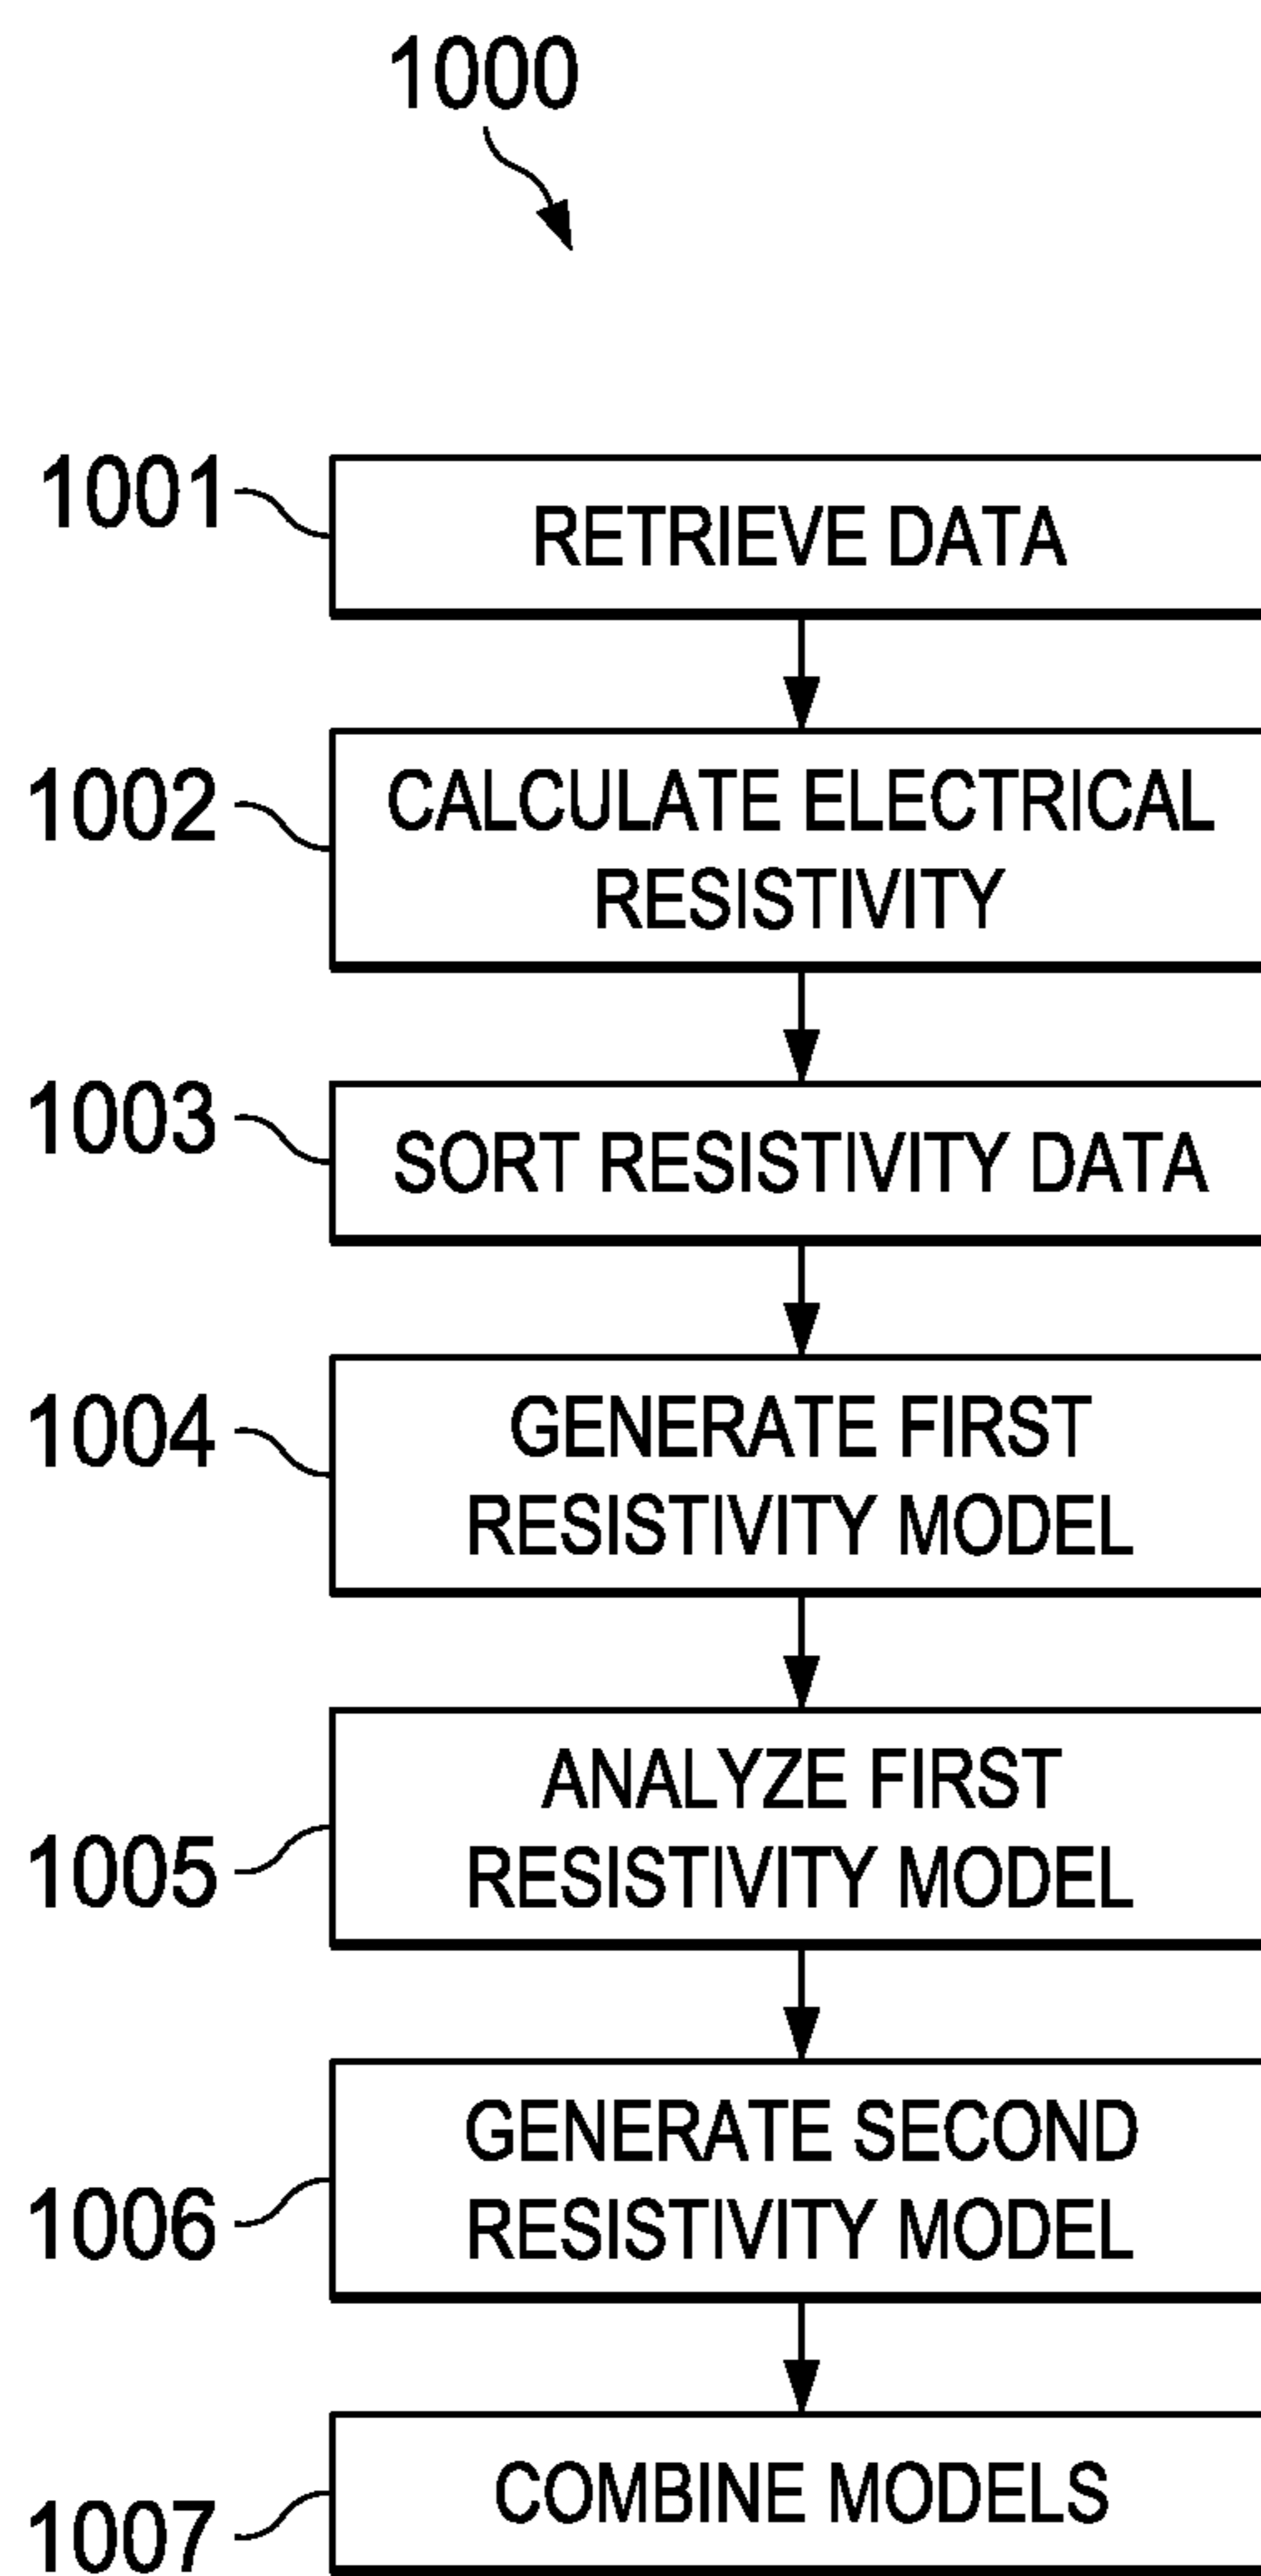 1000
1001
RETRIEVE DATA
1002
CALCULATE ELECTRICAL
RESISTIVITY
1003
SORT RESISTIVITY DATA
1004
GENERATE FIRST
RESISTIVITY MODEL
1005
ANALYZE FIRST
RESISTIVITY MODEL
1006
GENERATE SECOND
RESISTIVITY MODEL
1007
COMBINE MODELS